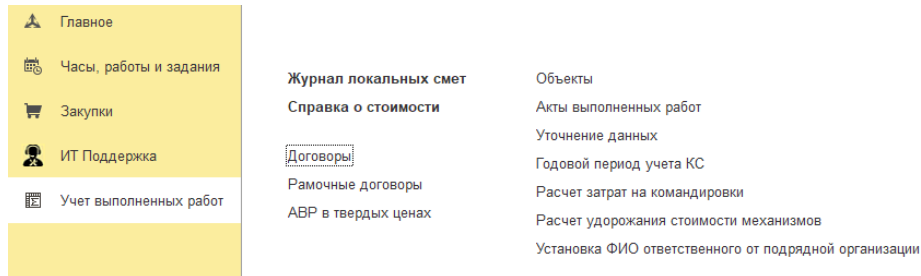 Главное
Часы, работы и задания
Закупки
ИТ Поддержка
Учет выполненных работ
Журнал локальных смет
Справка о стоимости
Договоры
Рамочные договоры
АВР в твердых ценах
Объекты
Акты выполненных работ
Уточнение данных
Годовой период учета КС
Расчет затрат на командировки
Расчет удорожания стоимости механизмов
Установка ФИО ответственного от подрядной организации